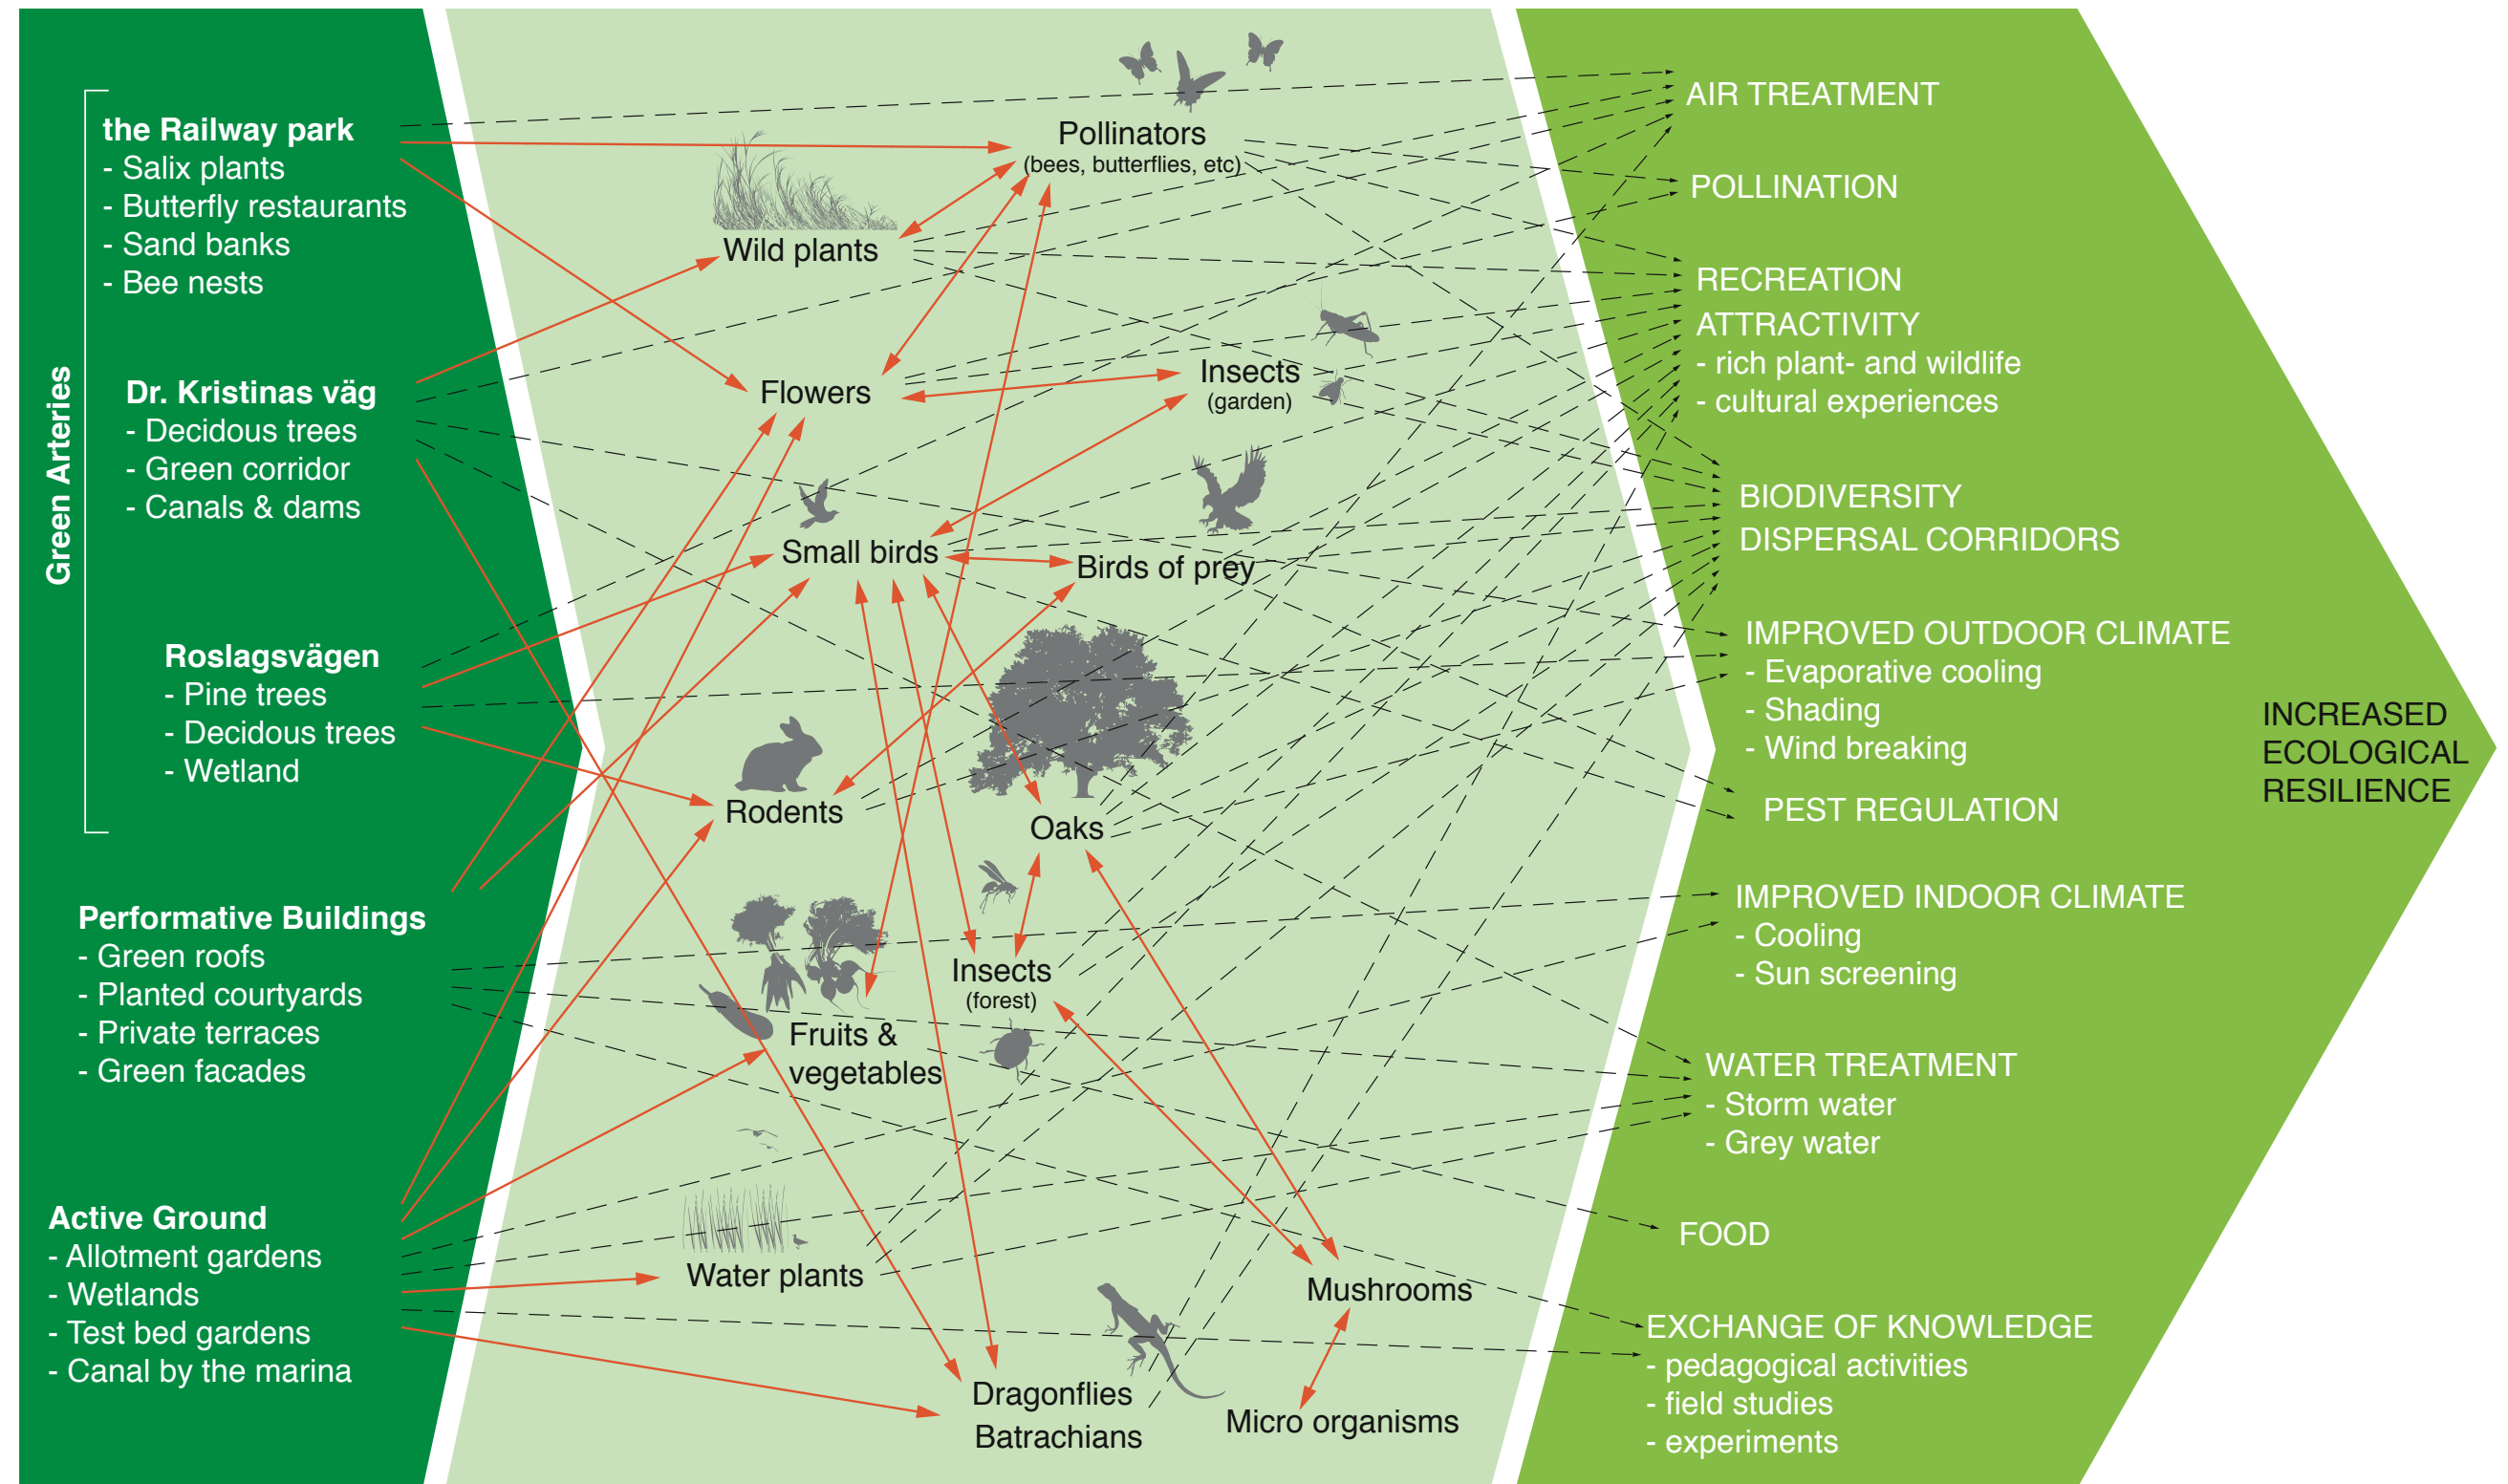 Green Arteries
the Railway park
- Salix plants
- Butterfly restaurants
- Sand banks
- Bee nests
Dr. Kristinas väg
- Decidous trees
- Green corridor
- Canals & dams
Roslagsvägen
- Pine trees
- Decidous trees
- Wetland
Performative Buildings
- Green roofs
- Planted courtyards
- Private terraces
- Green facades
Active Ground
- Allotment gardens
- Wetlands
- Test bed gardens
- Canal by the marina
Pollinators
(bees, butterflies, etc)
Wild plants
Flowers
Insects
(garden)
Small birds
Birds of prey
Rodents
Oaks
Insects
(forest)
Fruits &
vegetables
Water plants
Mushrooms
Dragonflies
Batrachians
Micro organisms
AIR TREATMENT
POLLINATION
RECREATION
ATTRACTIVITY
- rich plant- and wildlife
- cultural experiences
BIODIVERSITY
DISPERSAL CORRIDORS
IMPROVED OUTDOOR CLIMATE
- Evaporative cooling
- Shading
- Wind breaking
PEST REGULATION
IMPROVED INDOOR CLIMATE
- Cooling
- Sun screening
WATER TREATMENT
- Storm water
- Grey water
FOOD
EXCHANGE OF KNOWLEDGE
- pedagogical activities
- field studies
- experiments
INCREASED
ECOLOGICAL
RESILIENCE